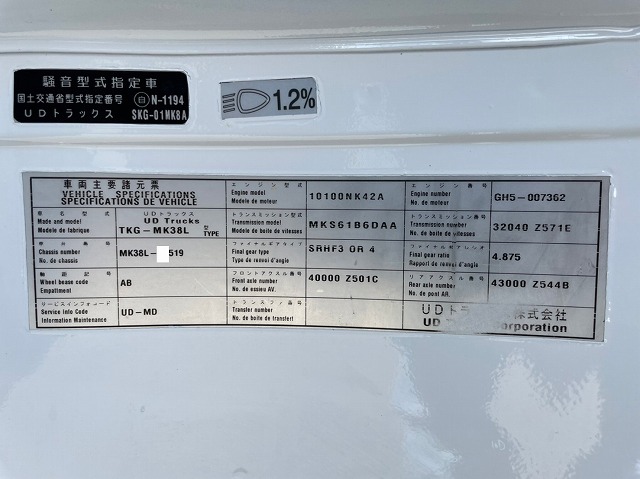 騒音型式指定車
国土交通省型式指定番号 自 N-1194
UDトラックス SKG-01MK8A
1.2%
車両主要諸元票
VEHICLE SPECIFICATIONS
SPECIFICATIONS DE VEHICLE
エンジン型式
Engine model
Modele de moteur
10100NK42A
エンジン番号
Engine number
No. de moteur
GH5-007362
車名型式
Made and model
Modele de fabrique
UDトラックス
UD Trucks
TKG-MK38L 型 TYPE
トランスミッション型式
Transmission model
Modele de boite de vitesses
MKS61B6DAA
トランスミッション番号
Transmission number
No. de boite de vitesses
32040 Z571E
車台番号
Chassis number
No. de chassis
MK38L- 519
ファイナルギアタイプ
Final gear type
Type de renvoi d'angle
SRHF3 OR 4
ファイナルギアレシオ
Final gear ratio
Rapport de renvoi d'angle
4.875
軸距記号
Wheel bease code
Empattment
AB
フロントアクスル番号
Front axle number
No. de essieu AV.
40000 Z501C
リヤアクスル番号
Rear axle number
No. de pont AR.
43000 Z544B
サービスインフォコード
Service Info Code
Information Maintenance
UD-MD
トランスファ番号
Transfer number
No. de boite de transfert
UDト 株式会社
UD T Corporation